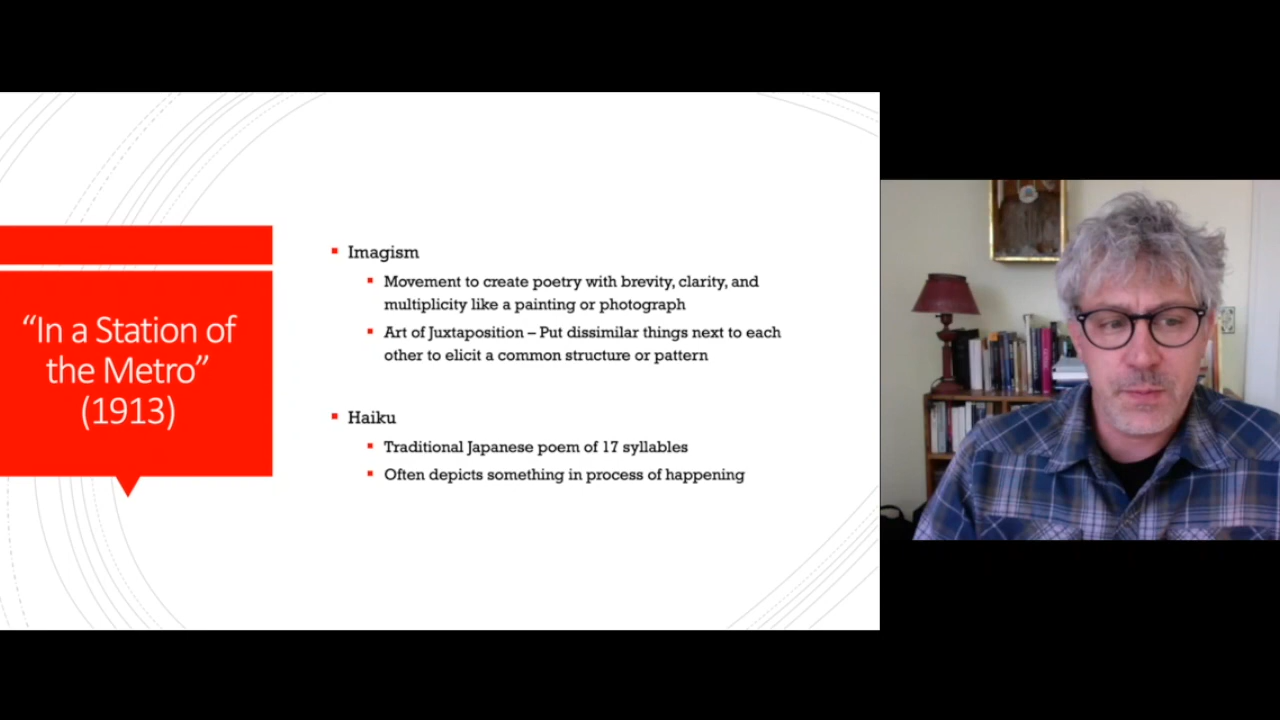 “In a Station of
the Metro”
(1913)
Imagism
Movement to create poetry with brevity, clarity, and
multiplicity like a painting or photograph
Art of Juxtaposition – Put dissimilar things next to each
other to elicit a common structure or pattern
Haiku
Traditional Japanese poem of 17 syllables
Often depicts something in process of happening